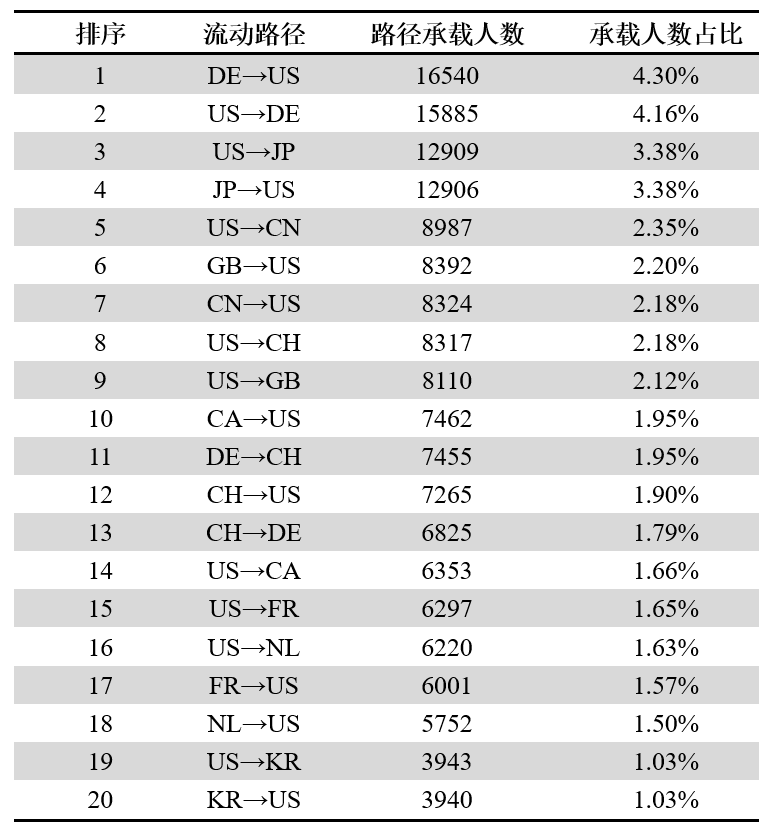 排序 流动路径 路径承载人数 承载人数占比
1 DE→US 16540 4.30%
2 US→DE 15885 4.16%
3 US→JP 12909 3.38%
4 JP→US 12906 3.38%
5 US→CN 8987 2.35%
6 GB→US 8392 2.20%
7 CN→US 8324 2.18%
8 US→CH 8317 2.18%
9 US→GB 8110 2.12%
10 CA→US 7462 1.95%
11 DE→CH 7455 1.95%
12 CH→US 7265 1.90%
13 CH→DE 6825 1.79%
14 US→CA 6353 1.66%
15 US→FR 6297 1.65%
16 US→NL 6220 1.63%
17 FR→US 6001 1.57%
18 NL→US 5752 1.50%
19 US→KR 3943 1.03%
20 KR→US 3940 1.03%